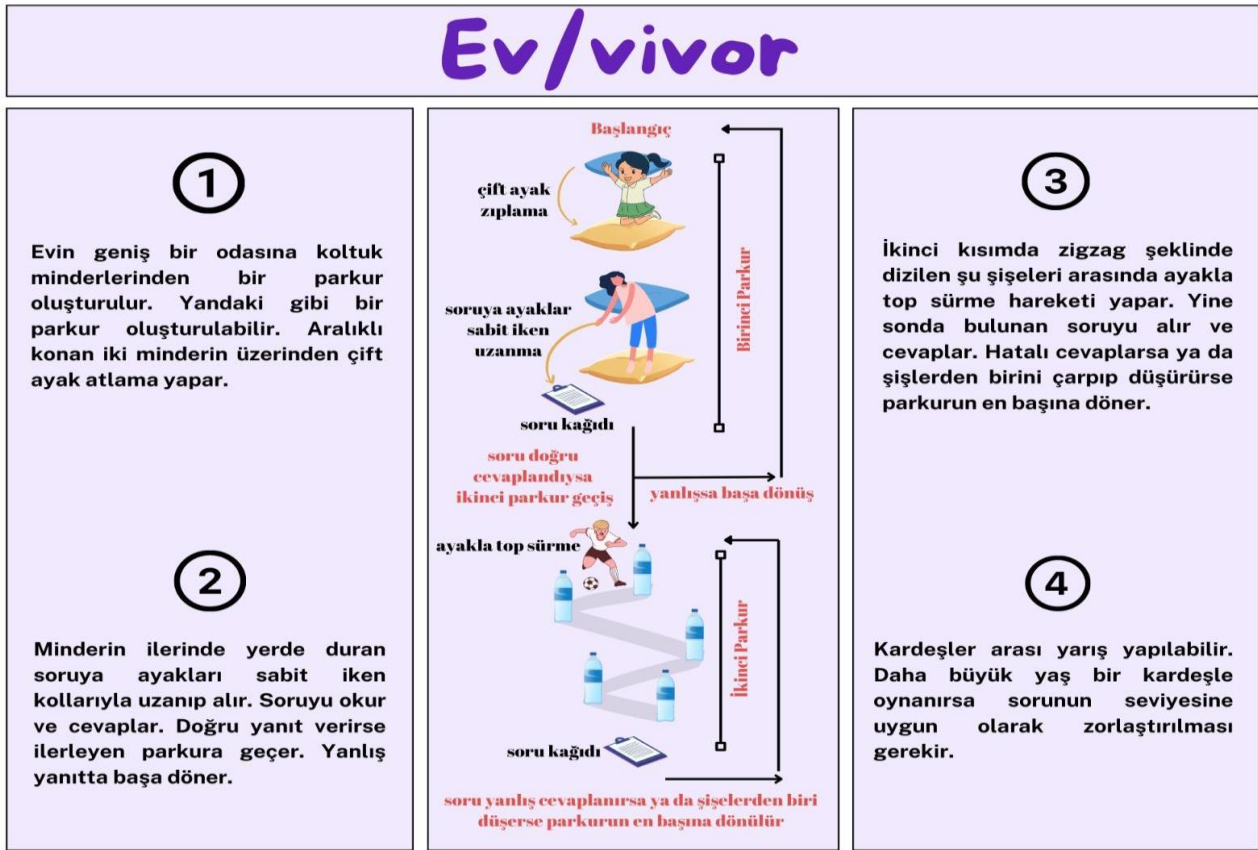 Ev/vivor
1
Evin geniş bir odasına koltuk
minderlerinden bir parkur
oluşturulur. Yandaki gibi bir
parkur oluşturulabilir. Aralıklı
konan iki minderin üzerinden çift
ayak atlama yapar.
2
Minderin ilerinde yerde duran
soruya ayakları sabit iken
kollarıyla uzanıp alır. Soruyu okur
ve cevaplar. Doğru yanıt verirse
ilerleyen parkura geçer. Yanlış
yanıtta başa döner.
Başlangıç
çift ayak
zıplama
soruya ayaklar
sabit iken
uzanma
Birinci Parkur
soru kağıdı
soru doğru
cevaplandıysa
ikinci parkur geçiş
yanlışsa başa dönüş
ayakla top sürme
İkinci Parkur
soru kağıdı
soru yanlış cevaplanırsa ya da şişelerden biri
düşerse parkurun en başına dönülür
3
İkinci kısımda zigzag şeklinde
dizilen şu şişeleri arasında ayakla
top sürme hareketi yapar. Yine
sonda bulunan soruyu alır ve
cevaplar. Hatalı cevaplarsa ya da
şişlerden birini çarpıp düşürürse
parkurun en başına döner.
4
Kardeşler arası yarış yapılabilir.
Daha büyük yaş bir kardeşle
oynanırsa sorunun seviyesine
uygun olarak zorlaştırılması
gerekir.